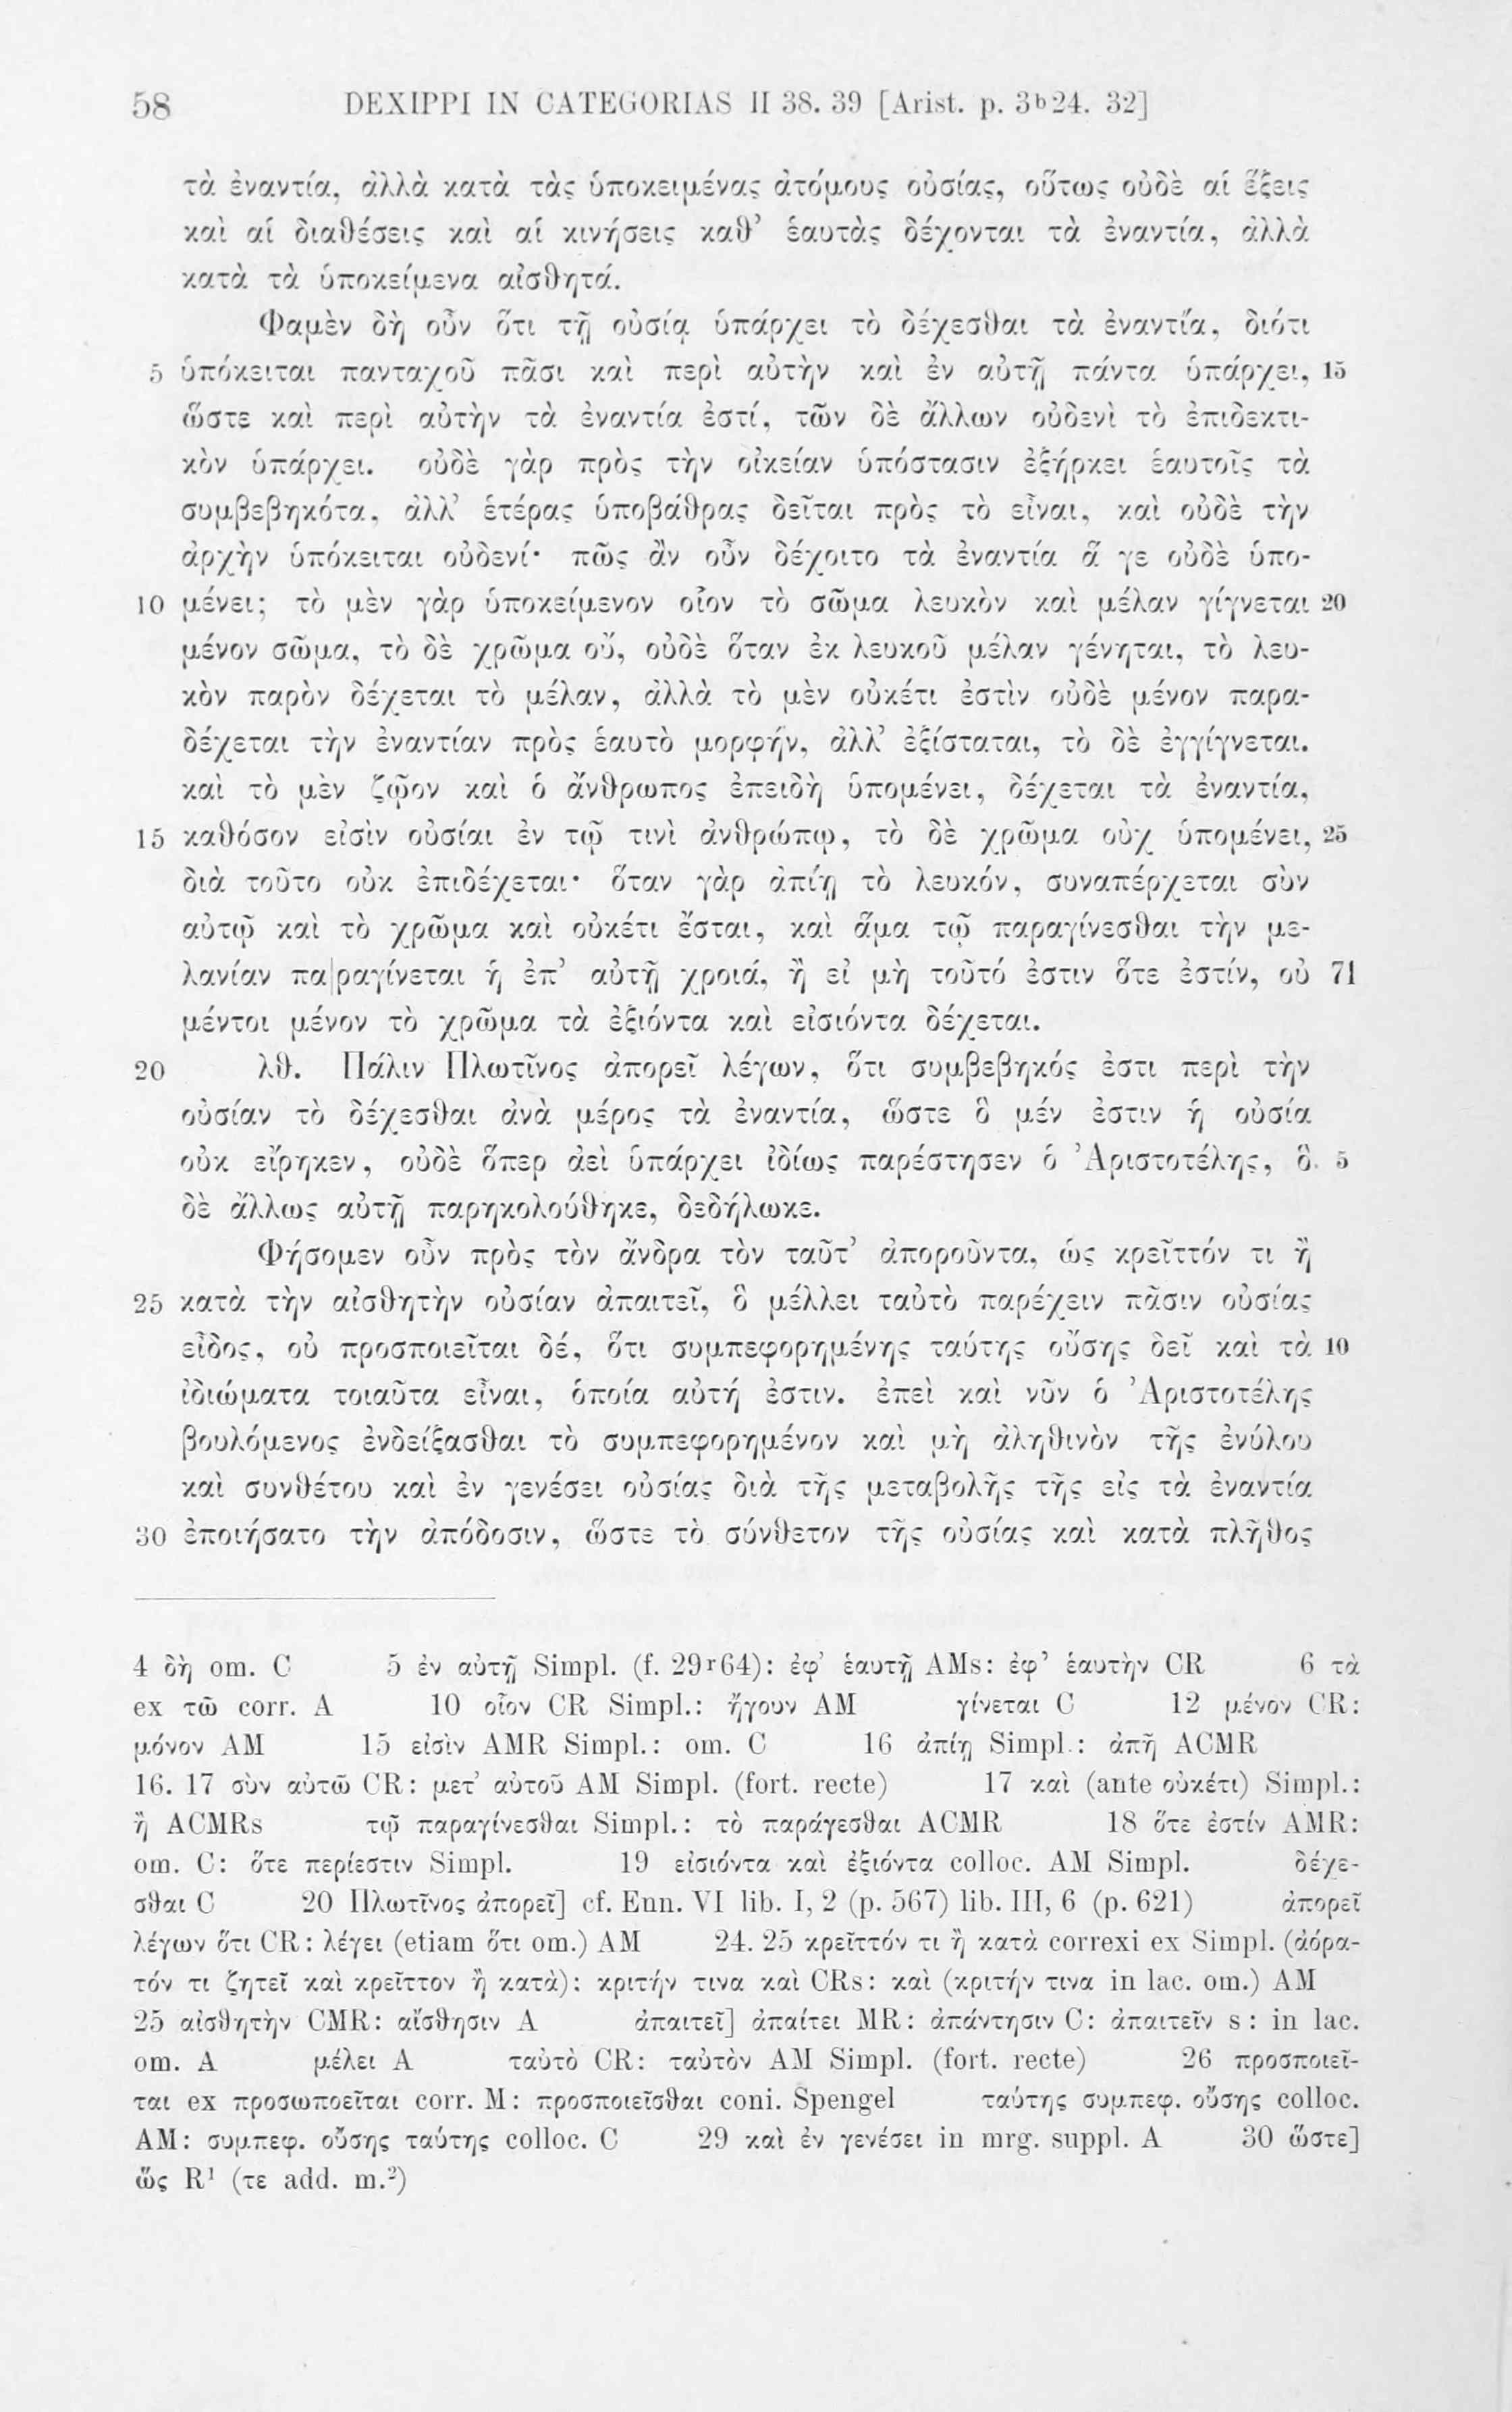 58 DEXIPPI IN CATEGORIAS II 38. 39 [Arist. p. 3ᵇ24. 32]
τὰ ἐναντία, ἀλλὰ κατὰ τὰς ὑποκειμένας ἀτόμους οὐσίας, οὕτως οὐδὲ αἱ ἕξεις
καὶ αἱ διαθέσεις καὶ αἱ κινήσεις καθ’ ἑαυτὰς δέχονται τὰ ἐναντία, ἀλλὰ
κατὰ τὰ ὑποκείμενα αἰσθητά.
Φαμὲν δὴ οὖν ὅτι τῇ οὐσίᾳ ὑπάρχει τὸ δέχεσθαι τὰ ἐναντία, διότι
5 ὑπόκειται πανταχοῦ πᾶσι καὶ περὶ αὐτὴν καὶ ἐν αὐτῇ πάντα ὑπάρχει, 15
ὥστε καὶ περὶ αὐτὴν τὰ ἐναντία ἐστί, τῶν δὲ ἄλλων οὐδενὶ τὸ ἐπιδεκτι-
κὸν ὑπάρχει. οὐδὲ γὰρ πρὸς τὴν οἰκείαν ὑπόστασιν ἐξήρκει ἑαυτοῖς τὰ
συμβεβηκότα, ἀλλ’ ἑτέρας ὑποβάθρας δεῖται πρὸς τὸ εἶναι, καὶ οὐδὲ τὴν
ἀρχὴν ὑπόκειται οὐδενί· πῶς ἂν οὖν δέχοιτο τὰ ἐναντία ἅ γε οὐδὲ ὑπο-
10 μένει; τὸ μὲν γὰρ ὑποκείμενον οἷον τὸ σῶμα λευκὸν καὶ μέλαν γίγνεται 20
μένον σῶμα, τὸ δὲ χρῶμα οὔ, οὐδὲ ὅταν ἐκ λευκοῦ μέλαν γένηται, τὸ λευ-
κὸν παρὸν δέχεται τὸ μέλαν, ἀλλὰ τὸ μὲν οὐκέτι ἐστὶν οὐδὲ μένον παρα-
δέχεται τὴν ἐναντίαν πρὸς ἑαυτὸ μορφήν, ἀλλ’ ἐξίσταται, τὸ δὲ ἐγγίγνεται.
καὶ τὸ μὲν ζῷον καὶ ὁ ἄνθρωπος ἐπειδὴ ὑπομένει, δέχεται τὰ ἐναντία,
15 καθόσον εἰσὶν οὐσίαι ἐν τῷ τινὶ ἀνθρώπῳ, τὸ δὲ χρῶμα οὐχ ὑπομένει, 25
διὰ τοῦτο οὐκ ἐπιδέχεται· ὅταν γὰρ ἀπίῃ τὸ λευκόν, συναπέρχεται σὺν
αὐτῷ καὶ τὸ χρῶμα καὶ οὐκέτι ἔσται, καὶ ἅμα τῷ παραγίνεσθαι τὴν με-
λανίαν πα|ραγίνεται ἡ ἐπ’ αὐτῇ χροιά, ἢ εἰ μὴ τοῦτό ἐστιν ὅτε ἐστίν, οὐ 71
μέντοι μένον τὸ χρῶμα τὰ ἐξιόντα καὶ εἰσιόντα δέχεται.
20 λθ. Πάλιν Πλωτῖνος ἀπορεῖ λέγων, ὅτι συμβεβηκός ἐστι περὶ τὴν
οὐσίαν τὸ δέχεσθαι ἀνὰ μέρος τὰ ἐναντία, ὥστε ὃ μέν ἐστιν ἡ οὐσία
οὐκ εἴρηκεν, οὐδὲ ὅπερ ἀεὶ ὑπάρχει ἰδίως παρέστησεν ὁ Ἀριστοτέλης, ὃ 5
δὲ ἄλλως αὐτῇ παρηκολούθηκε, δεδήλωκε.
Φήσομεν οὖν πρὸς τὸν ἄνδρα τὸν ταῦτ’ ἀποροῦντα, ὡς κρεῖττόν τι ἢ
25 κατὰ τὴν αἰσθητὴν οὐσίαν ἀπαιτεῖ, ὃ μέλλει ταὐτὸ παρέχειν πᾶσιν οὐσίας
εἶδος, οὐ προσποιεῖται δέ, ὅτι συμπεφορημένης ταύτης οὔσης δεῖ καὶ τὰ 10
ἰδιώματα τοιαῦτα εἶναι, ὁποία αὐτή ἐστιν. ἐπεὶ καὶ νῦν ὁ Ἀριστοτέλης
βουλόμενος ἐνδείξασθαι τὸ συμπεφορημένον καὶ μὴ ἀληθινὸν τῆς ἐνύλου
καὶ συνθέτου καὶ ἐν γενέσει οὐσίας διὰ τῆς μεταβολῆς τῆς εἰς τὰ ἐναντία
30 ἐποιήσατο τὴν ἀπόδοσιν, ὥστε τὸ σύνθετον τῆς οὐσίας καὶ κατὰ πλῆθος
4 δὴ om. C 5 ἐν αὐτῇ Simpl. (f. 29ʳ64): ἐφ’ ἑαυτῇ AMs: ἐφ’ ἑαυτὴν CR 6 τὰ
ex τῶ corr. A 10 οἷον CR Simpl.: ἤγουν AM γίνεται C 12 μένον CR:
μόνον AM 15 εἰσὶν AMR Simpl.: om. C 16 ἀπίῃ Simpl.: ἀπῆ ACMR
16. 17 σὺν αὐτῶ CR: μετ’ αὐτοῦ AM Simpl. (fort. recte) 17 καὶ (ante οὐκέτι) Simpl.:
ἢ ACMRs τῷ παραγίνεσθαι Simpl.: τὸ παράγεσθαι ACMR 18 ὅτε ἐστίν AMR:
om. C: ὅτε περίεστιν Simpl. 19 εἰσιόντα καὶ ἐξιόντα colloc. AM Simpl. δέχε-
σθαι C 20 Πλωτῖνος ἀπορεῖ] cf. Enn. VI lib. I, 2 (p. 567) lib. III, 6 (p. 621) ἀπορεῖ
λέγων ὅτι CR: λέγει (etiam ὅτι om.) AM 24. 25 κρεῖττόν τι ἢ κατὰ correxi ex Simpl. (ἀόρα-
τόν τι ζητεῖ καὶ κρεῖττον ἢ κατὰ): κριτήν τινα καὶ CRs: καὶ (κριτήν τινα in lac. om.) AM
25 αἰσθητὴν CMR: αἴσθησιν A ἀπαιτεῖ] ἀπαίτει MR: ἀπάντησιν C: ἀπαιτεῖν s: in lac.
om. A μέλει A ταὐτὸ CR: ταὐτὸν AM Simpl. (fort. recte) 26 προσποιεῖ-
ται ex προσωποεῖται corr. M: προσποιεῖσθαι coni. Spengel ταύτης συμπεφ. οὔσης colloc.
AM: συμπεφ. οὔσης ταύτης colloc. C 29 καὶ ἐν γενέσει in mrg. suppl. A 30 ὥστε]
ὥς R¹ (τε add. m.²)